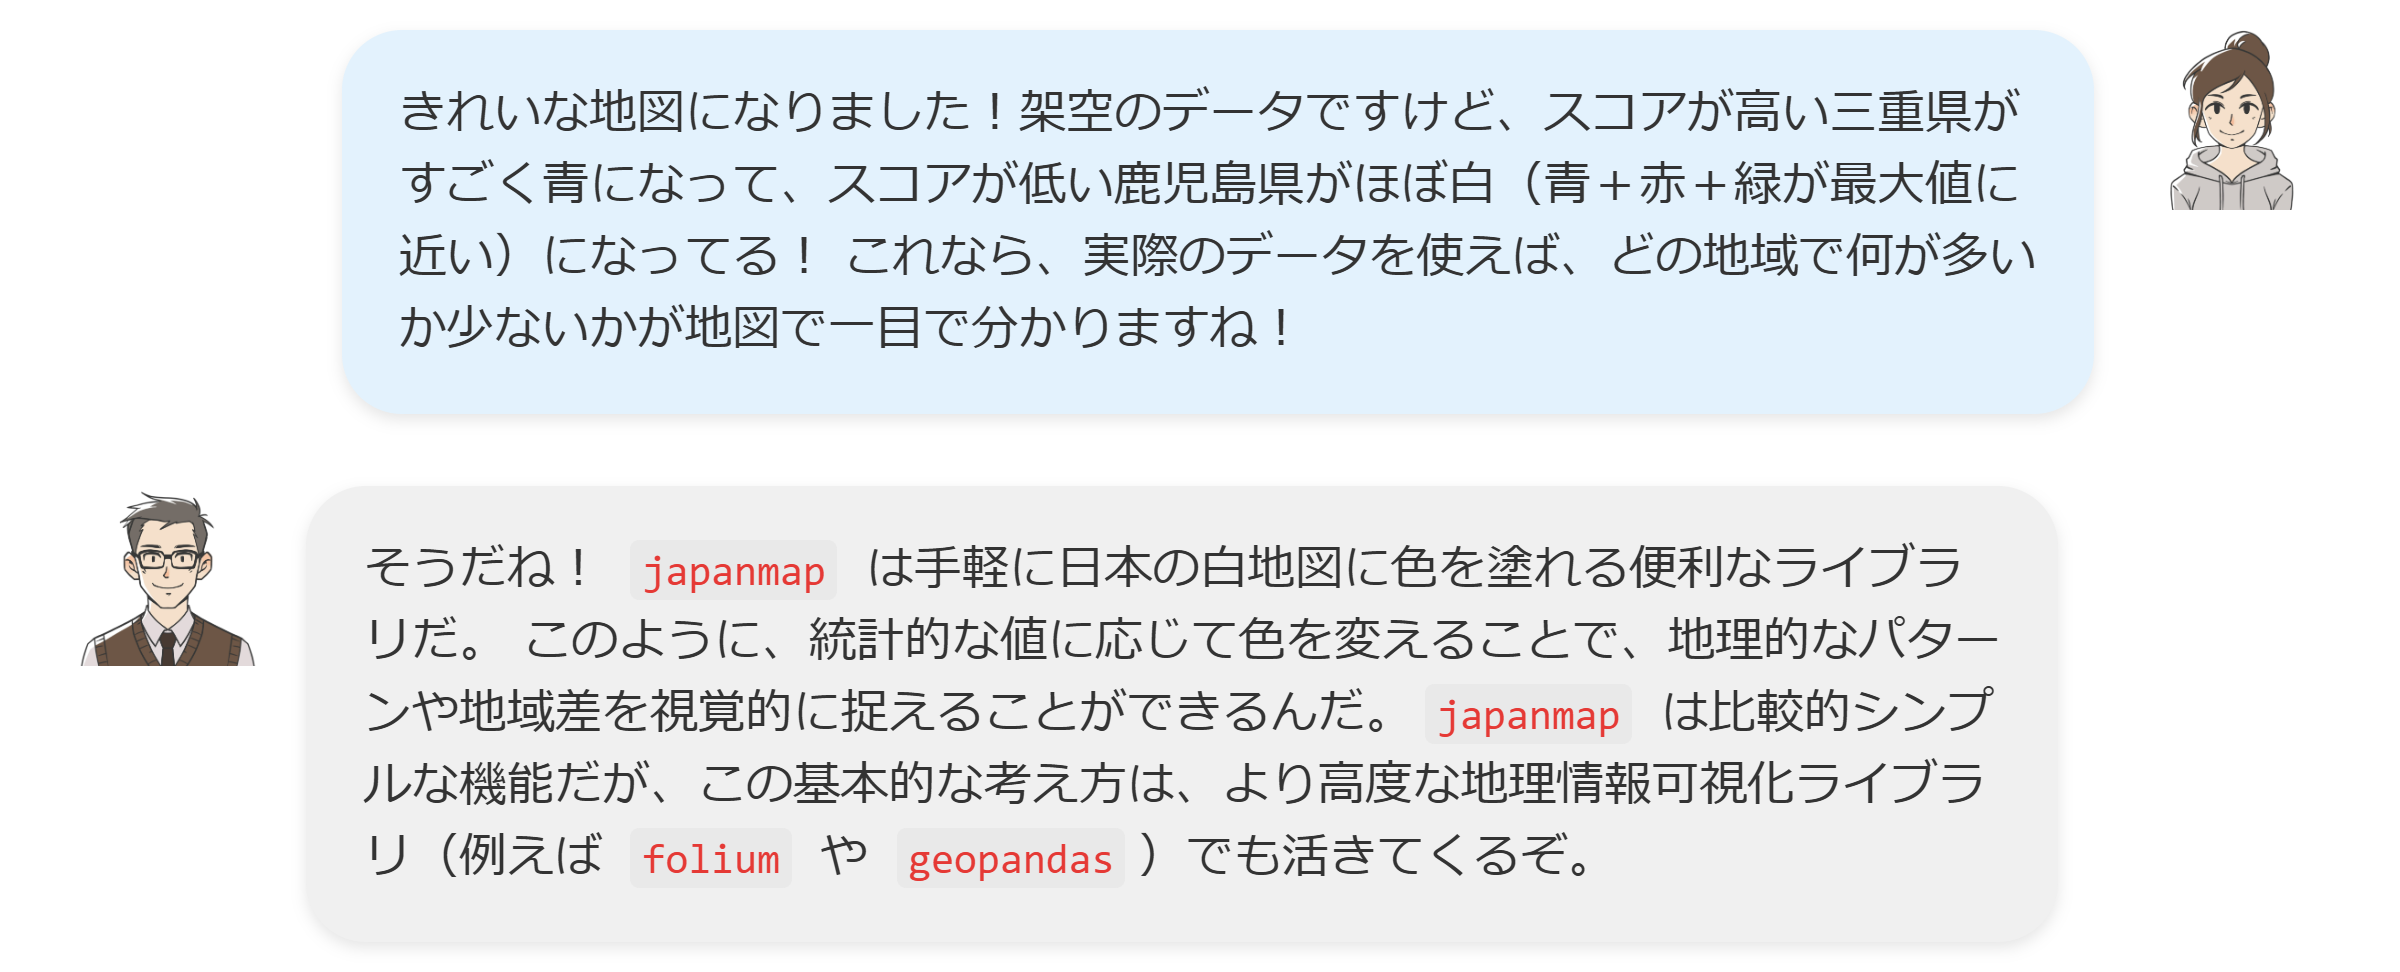 きれいな地図になりました！架空のデータですけど、スコアが高い三重県が
すごく青になって、スコアが低い鹿児島県がほぼ白（青＋赤＋緑が最大値に
近い）になってる！ これなら、実際のデータを使えば、どの地域で何が多い
か少ないかが地図で一目で分かりますね！
そうだね！ japanmap は手軽に日本の白地図に色を塗れる便利なライブラ
リだ。 このように、統計的な値に応じて色を変えることで、地理的なパター
ンや地域差を視覚的に捉えることができるんだ。 japanmap は比較的シンプ
ルな機能だが、この基本的な考え方は、より高度な地理情報可視化ライブラ
リ（例えば folium や geopandas ）でも活きてくるぞ。